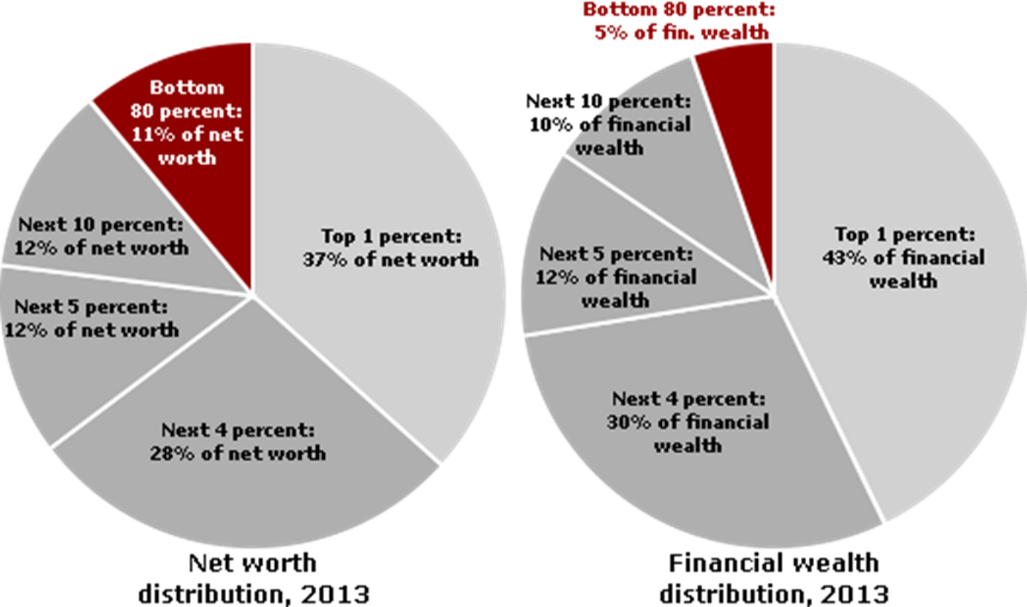 Bottom
80 percent:
11% of net
worth
Next 10 percent:
12% of net worth
Next 5 percent:
12% of net worth
Next 4 percent:
28% of net worth
Top 1 percent:
37% of net worth
Net worth
distribution, 2013
Bottom 80 percent:
5% of fin. wealth
Next 10 percent:
10% of financial
wealth
Next 5 percent:
12% of financial
wealth
Next 4 percent:
30% of financial
wealth
Top 1 percent:
43% of financial
wealth
Financial wealth
distribution, 2013